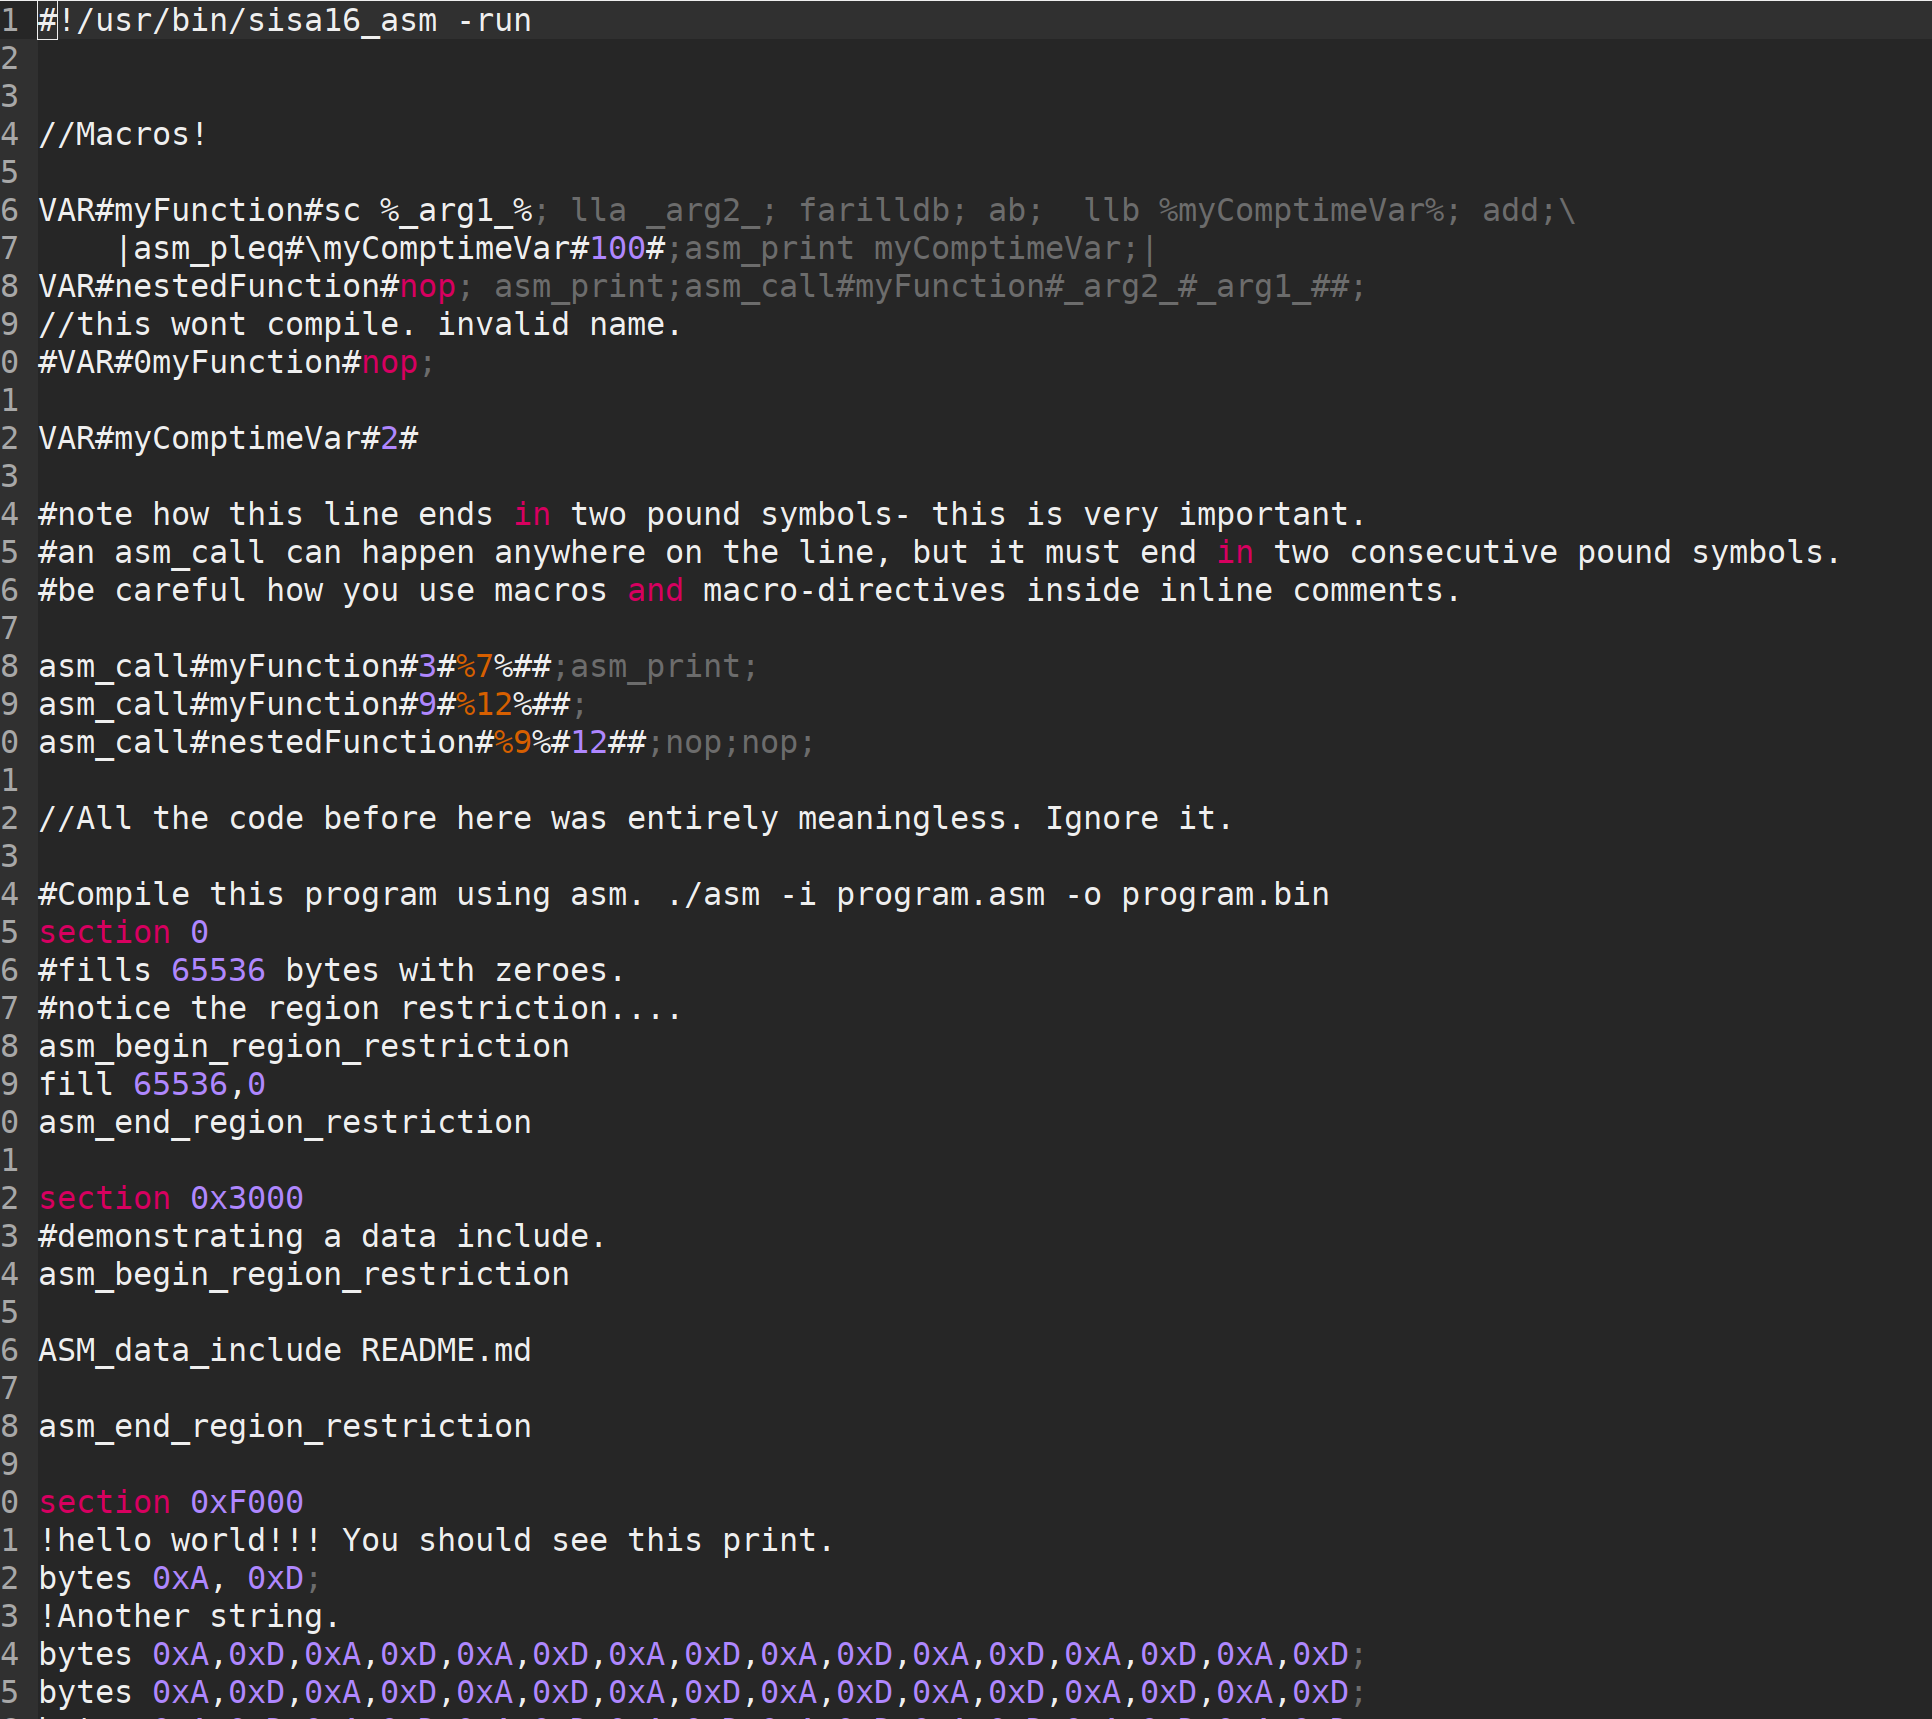 1 #!/usr/bin/sisa16_asm -run
2
3
4 //Macros!
5
6 VAR#myFunction#sc %_arg1_%; lla _arg2_; farilldb; ab;  llb %myComptimeVar%; add;\
7     |asm_pleq#\myComptimeVar#100#;asm_print myComptimeVar;|
8 VAR#nestedFunction#nop; asm_print;asm_call#myFunction#_arg2_#_arg1_##;
9 //this wont compile. invalid name.
0 #VAR#0myFunction#nop;
1
2 VAR#myComptimeVar#2#
3
4 #note how this line ends in two pound symbols- this is very important.
5 #an asm_call can happen anywhere on the line, but it must end in two consecutive pound symbols.
6 #be careful how you use macros and macro-directives inside inline comments.
7
8 asm_call#myFunction#3#%7%##;asm_print;
9 asm_call#myFunction#9#%12%##;
0 asm_call#nestedFunction#%9%#12##;nop;nop;
1
2 //All the code before here was entirely meaningless. Ignore it.
3
4 #Compile this program using asm. ./asm -i program.asm -o program.bin
5 section 0
6 #fills 65536 bytes with zeroes.
7 #notice the region restriction....
8 asm_begin_region_restriction
9 fill 65536,0
0 asm_end_region_restriction
1
2 section 0x3000
3 #demonstrating a data include.
4 asm_begin_region_restriction
5
6 ASM_data_include README.md
7
8 asm_end_region_restriction
9
0 section 0xF000
1 !hello world!!! You should see this print.
2 bytes 0xA, 0xD;
3 !Another string.
4 bytes 0xA,0xD,0xA,0xD,0xA,0xD,0xA,0xD,0xA,0xD,0xA,0xD,0xA,0xD,0xA,0xD;
5 bytes 0xA,0xD,0xA,0xD,0xA,0xD,0xA,0xD,0xA,0xD,0xA,0xD,0xA,0xD,0xA,0xD;